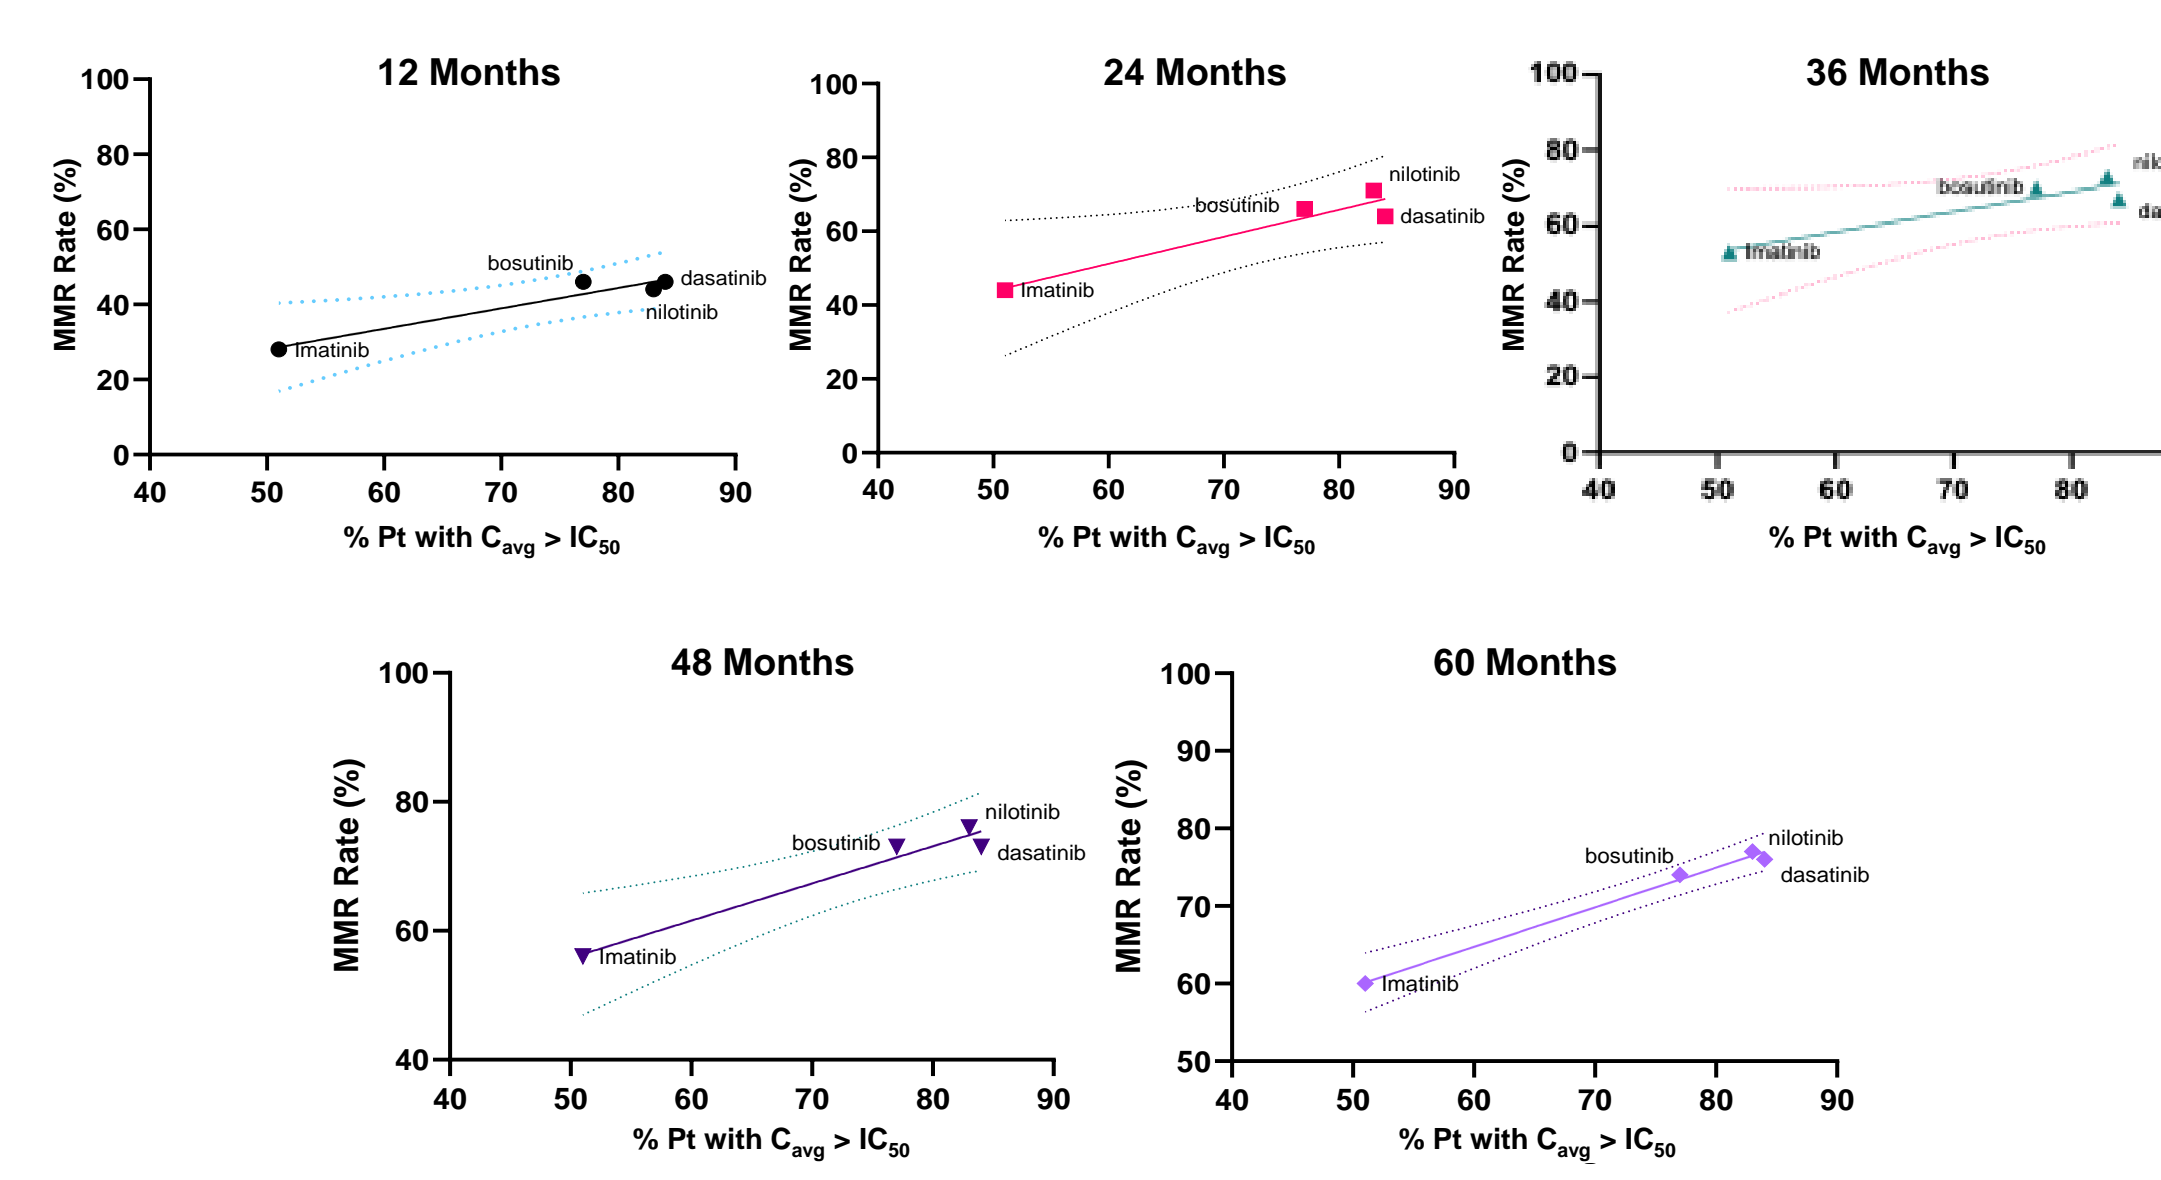 12 Months
100
80
60
40
20
0
MMR Rate (%)
bosutinib
dasatinib
nilotinib
Imatinib
40 50 60 70 80 90
% Pt with Cavg > IC50
24 Months
100
80
60
40
20
0
MMR Rate (%)
nilotinib
bosutinib
dasatinib
Imatinib
40 50 60 70 80 90
% Pt with Cavg > IC50
36 Months
100
80
60
40
20
0
MMR Rate (%)
nilo
bosutinib
da
Imatinib
40 50 60 70 80
% Pt with Cavg > IC50
48 Months
100
80
60
40
MMR Rate (%)
nilotinib
bosutinib
dasatinib
Imatinib
40 50 60 70 80 90
% Pt with Cavg > IC50
60 Months
100
90
80
70
60
50
MMR Rate (%)
nilotinib
bosutinib
dasatinib
Imatinib
40 50 60 70 80 90
% Pt with Cavg > IC50